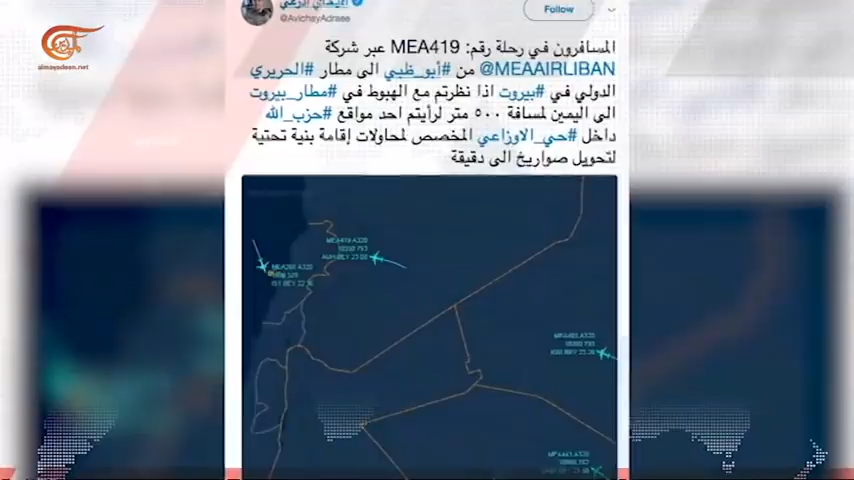 almayadeen.net
@AvichayAdraee
Follow
المسافرون في رحلة رقم: MEA419 عبر شركة
@MEAAIRLIBAN من #أبو_ظبي الى مطار #الحريري
الدولي في #بيروت اذا نظرتم مع الهبوط في #مطار_بيروت
الى اليمين لمسافة ٥٠٠ متر لرأيتم احد مواقع #حزب_الله
داخل #حي_الاوزاعي المخصص لمحاولات إقامة بنية تحتية
لتحويل صواريخ الى دقيقة
MEA419 A320